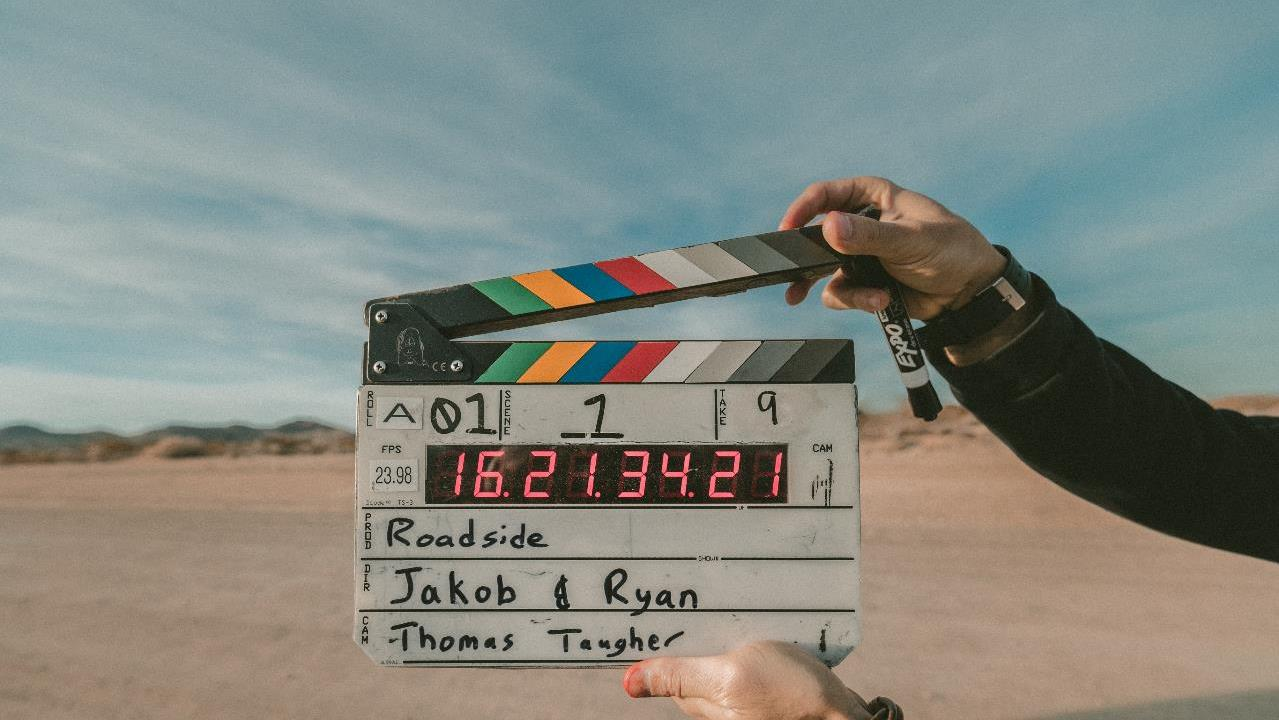 EXPO
CE
ROLL A 01 SCENE 1 TAKE 9
FPS CAM
23.98 16.21.34.21
PROD Roadside
DIR Jakob & Ryan
CAM Thomas Taugher